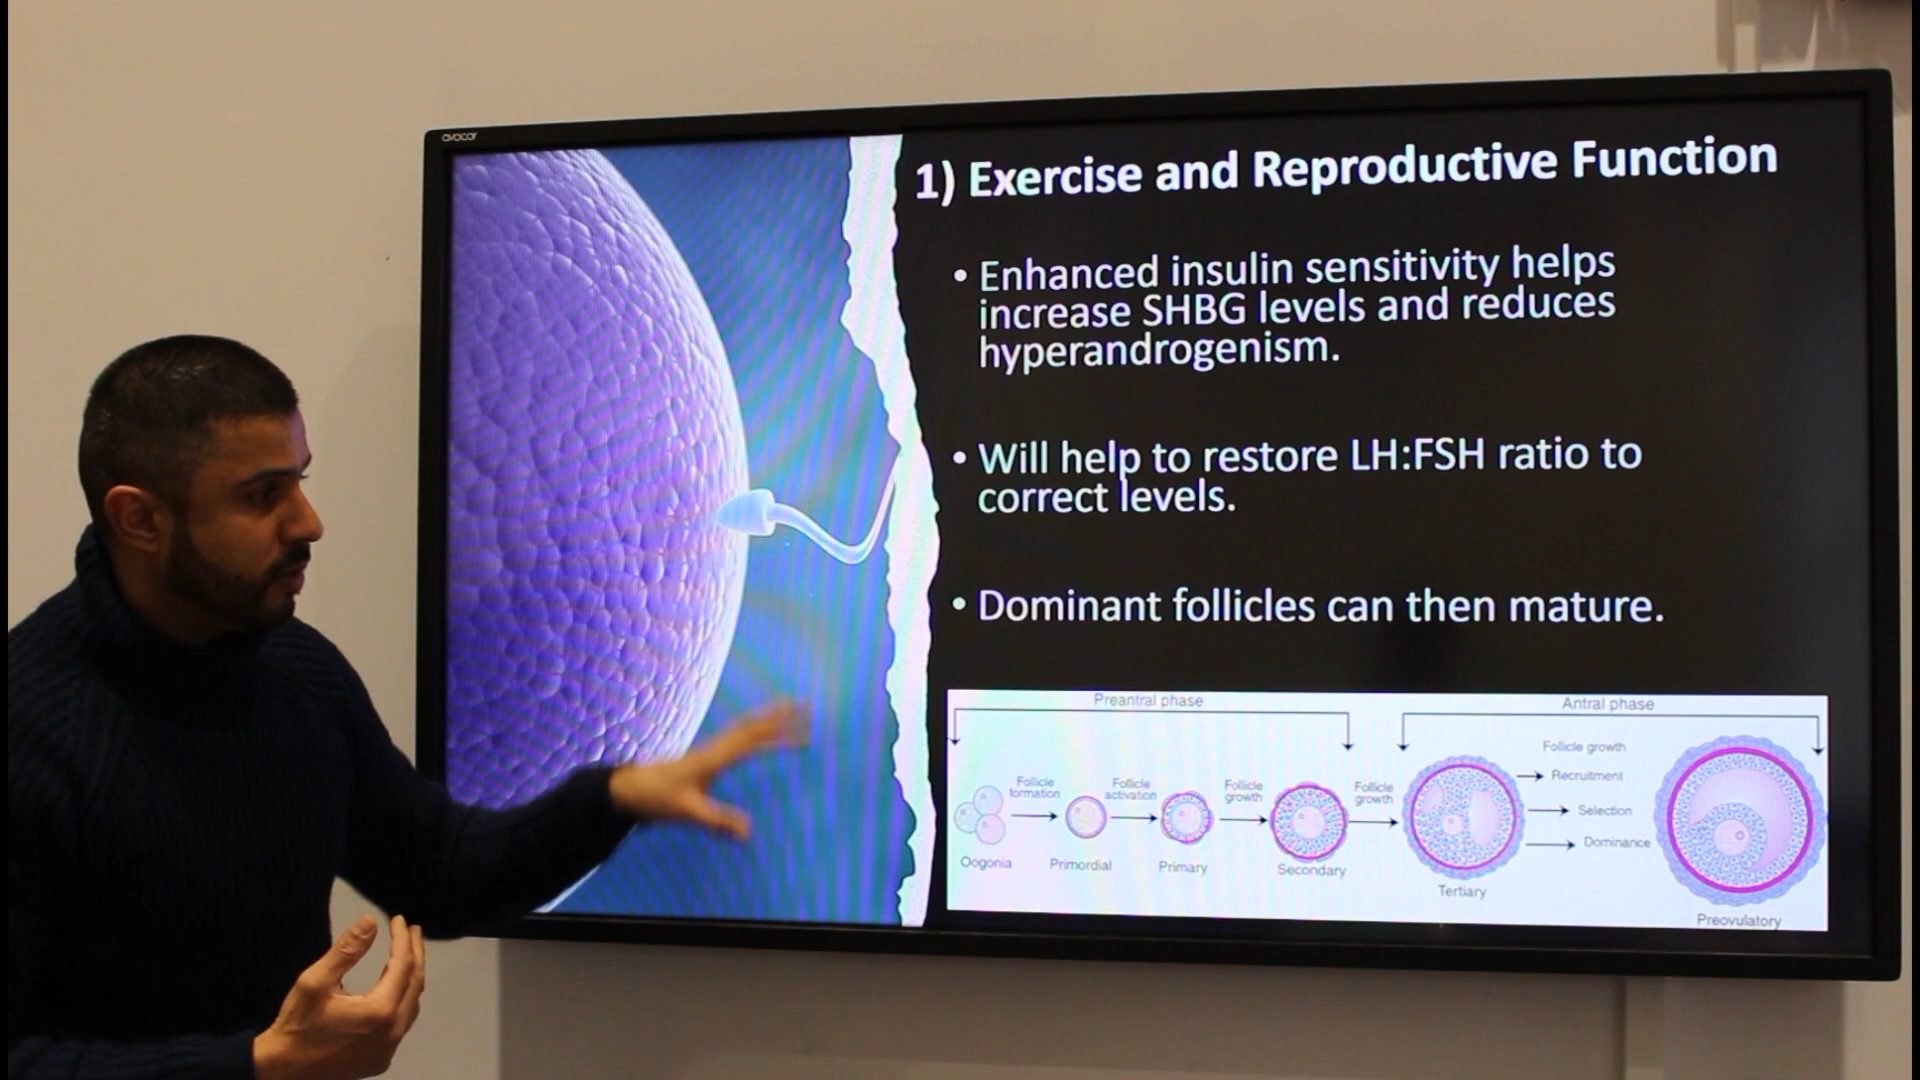 avocor
1) Exercise and Reproductive Function
• Enhanced insulin sensitivity helps
increase SHBG levels and reduces
hyperandrogenism.
• Will help to restore LH:FSH ratio to
correct levels.
• Dominant follicles can then mature.
Preantral phase
Antral phase
Follicle
formation
Follicle
activation
Follicle
growth
Follicle
growth
Follicle growth
Recruitment
Selection
Dominance
Oogonia
Primordial
Primary
Secondary
Tertiary
Preovulatory